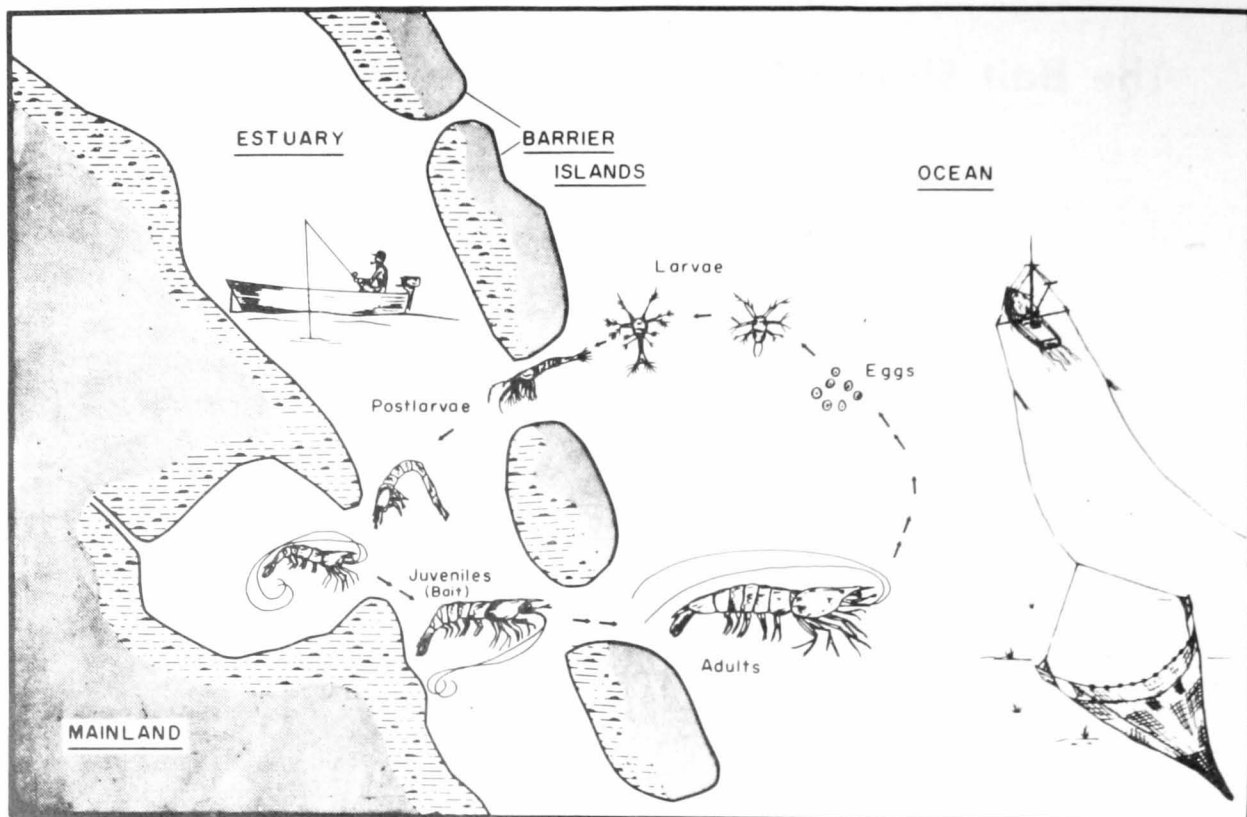 ESTUARY
BARRIER
ISLANDS
OCEAN
Larvae
Eggs
Postlarvae
Juveniles
(Bait)
Adults
MAINLAND